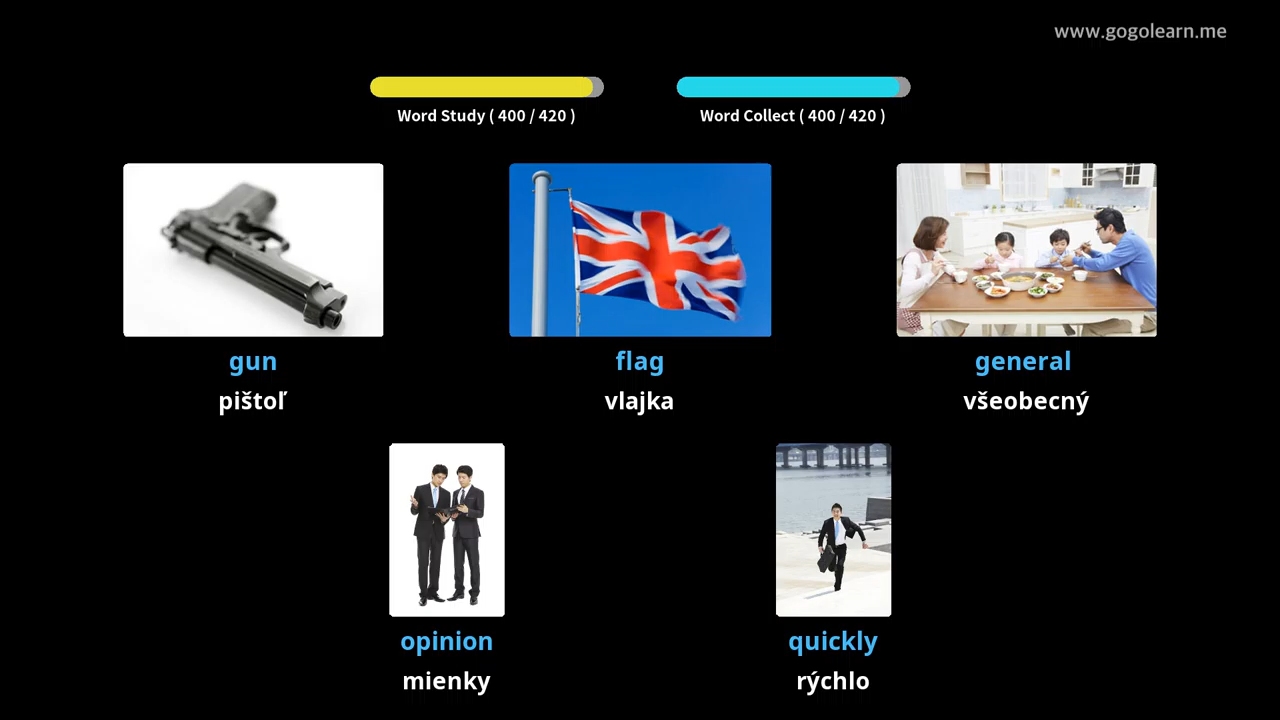 www.gogolearn.me
Word Study ( 400 / 420 )
Word Collect ( 400 / 420 )
gun
pištoľ
flag
vlajka
general
všeobecný
opinion
mienky
quickly
rýchlo